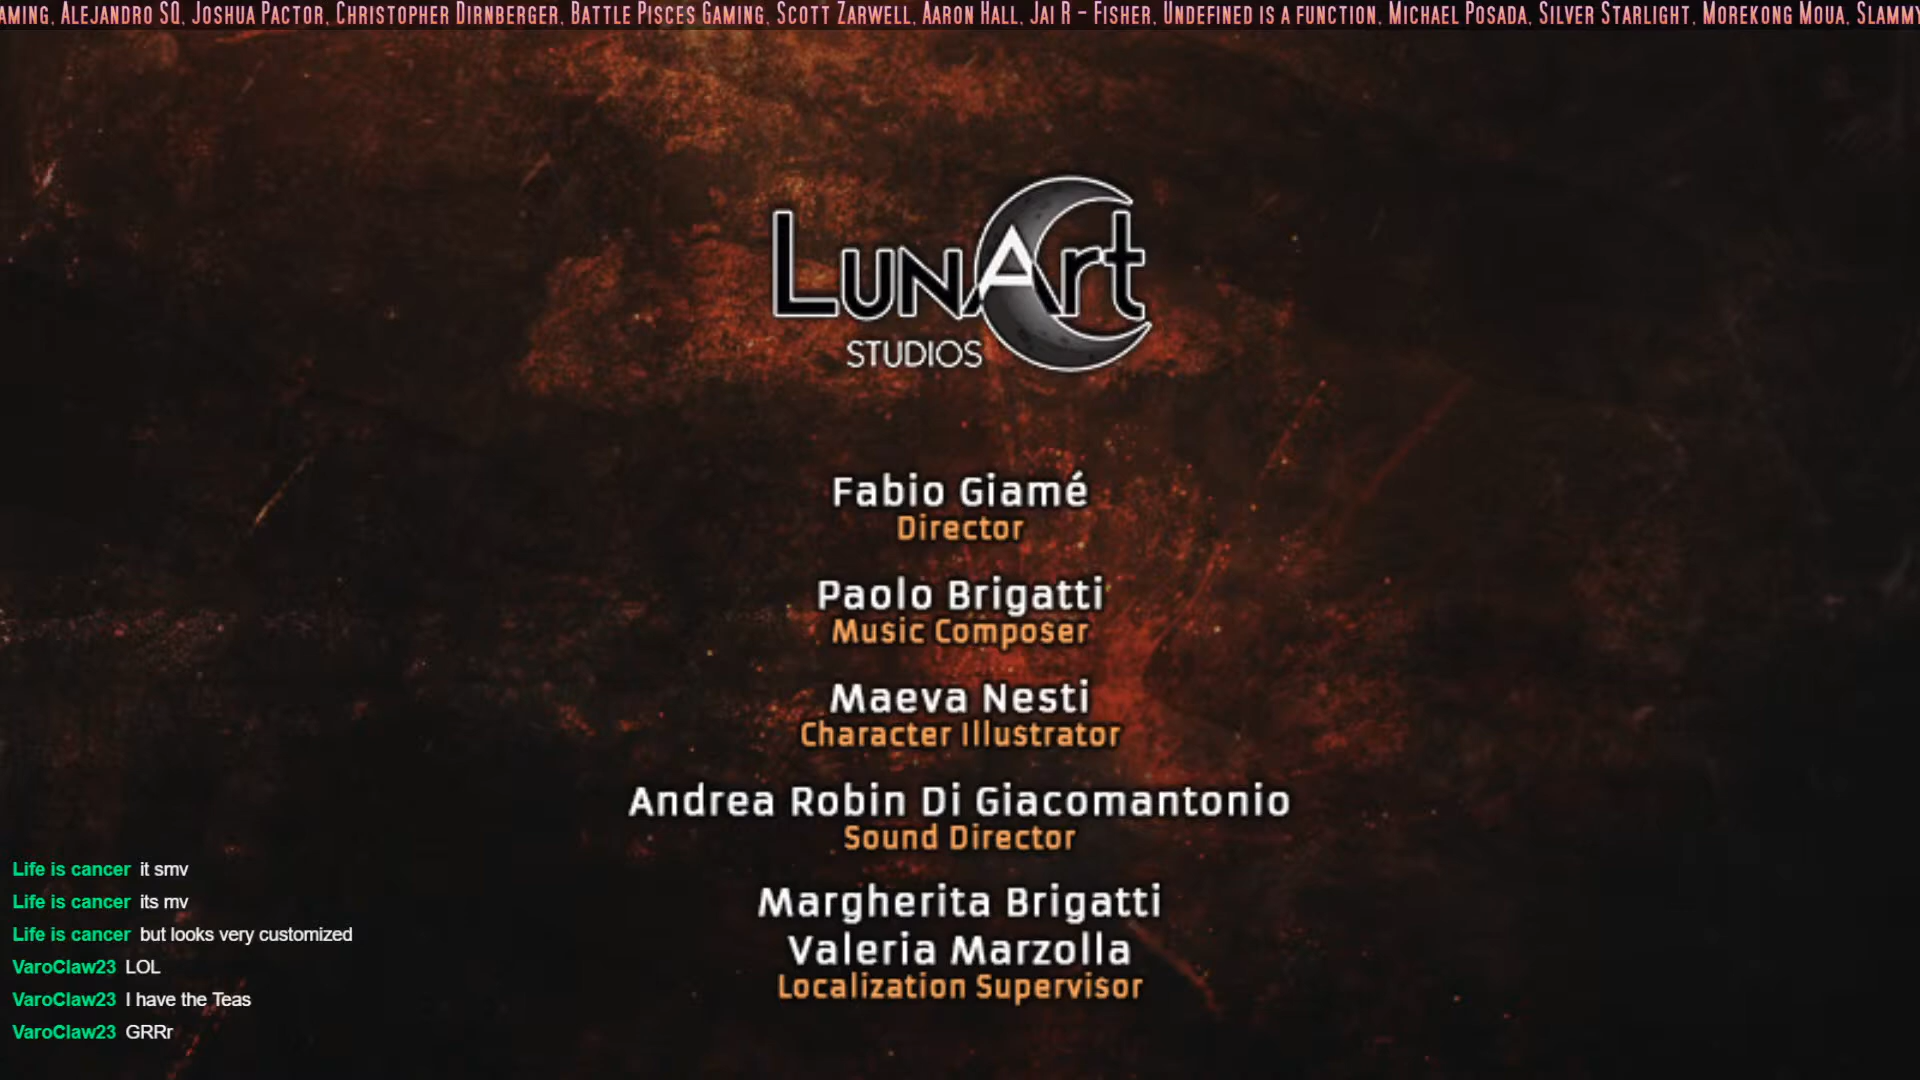 AMING, ALEJANDRO SQ, JOSHUA PACTOR, CHRISTOPHER DIRNBERGER, BATTLE PISCES GAMING, SCOTT ZARWELL, AARON HALL, JAI R - FISHER, UNDEFINED IS A FUNCTION, MICHAEL POSADA, SILVER STARLIGHT, MOREKONG MOUA, SLAMMY
LunArt
STUDIOS
Fabio Giamé
Director
Paolo Brigatti
Music Composer
Maeva Nesti
Character Illustrator
Andrea Robin Di Giacomantonio
Sound Director
Margherita Brigatti
Valeria Marzolla
Localization Supervisor
Life is cancer it smv
Life is cancer its mv
Life is cancer but looks very customized
VaroClaw23 LOL
VaroClaw23 I have the Teas
VaroClaw23 GRRr